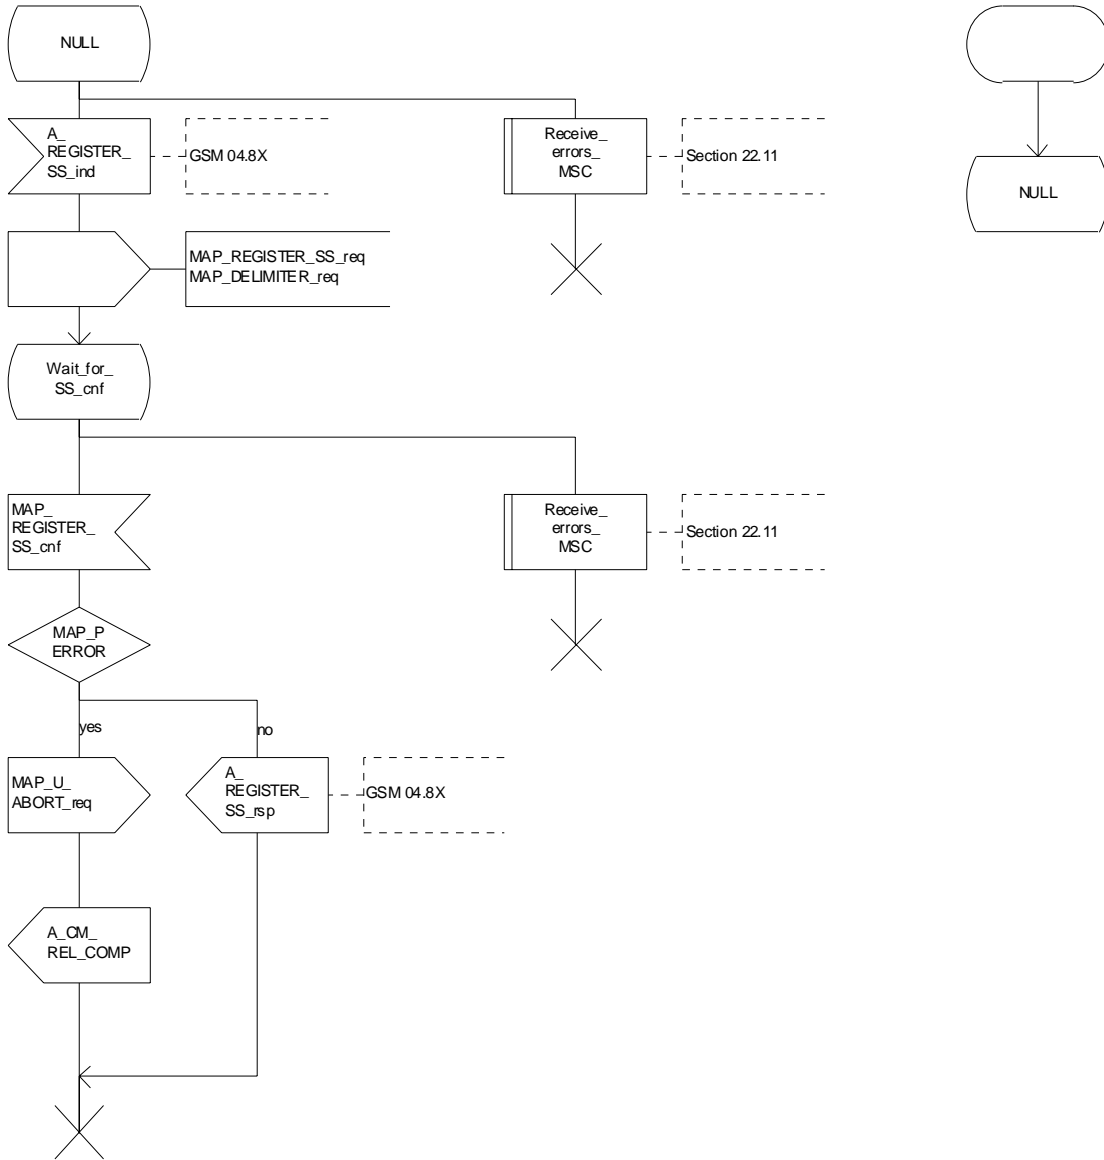 NULL
A_
REGISTER_
SS_ind
GSM 04.8X
Receive_
errors_
MSC
Section 22.11
NULL
MAP_REGISTER_SS_req
MAP_DELIMITER_req
Wait_for_
SS_cnf
MAP_
REGISTER_
SS_cnf
Receive_
errors_
MSC
Section 22.11
MAP_P
ERROR
yes
no
MAP_U_
ABORT_req
A_
REGISTER_
SS_rsp
GSM 04.8X
A_CM_
REL_COMP